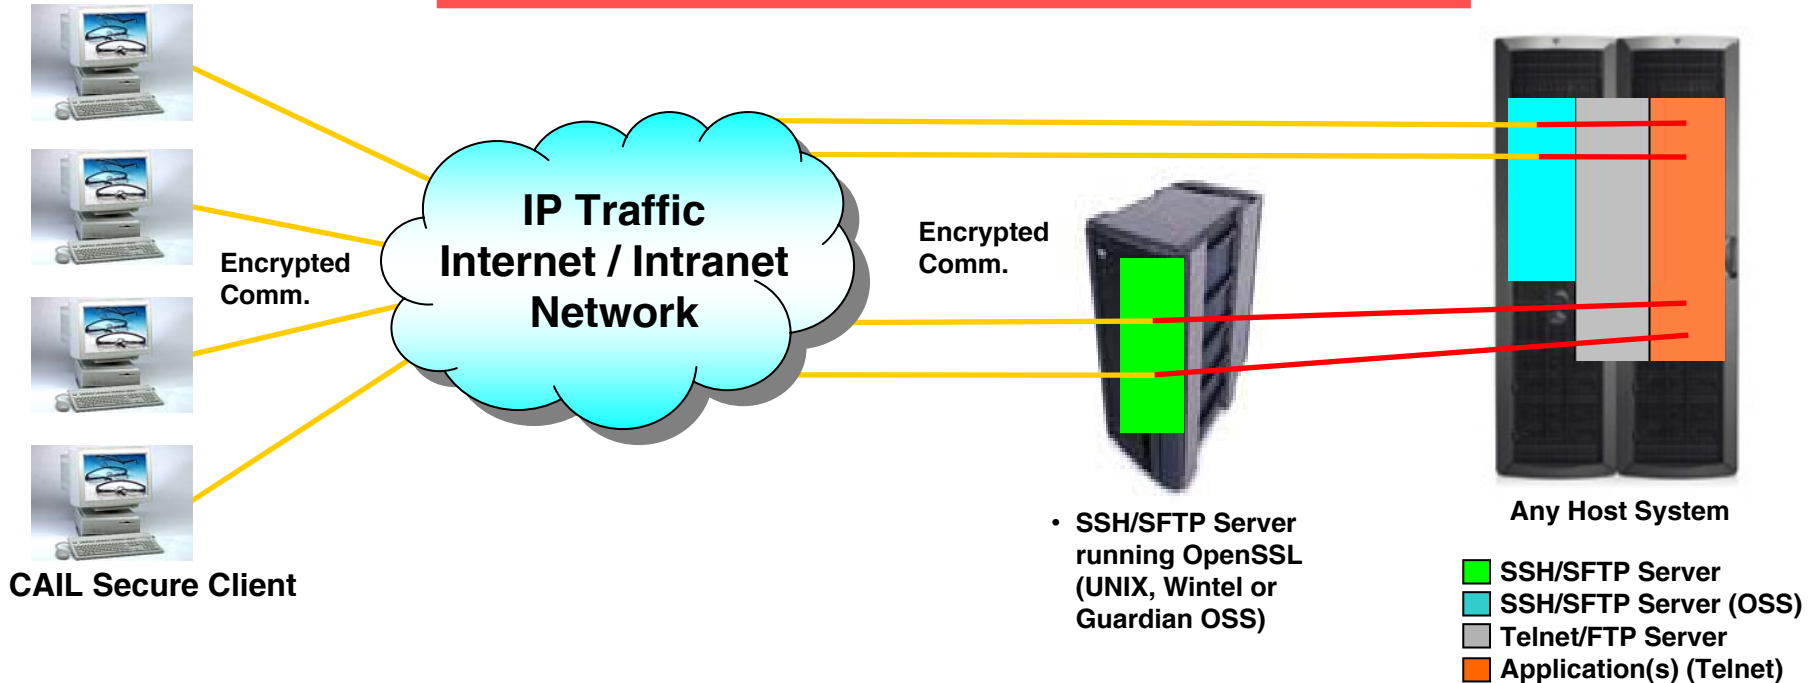 IP Traffic
Internet / Intranet
Network
Encrypted
Comm.
Encrypted
Comm.
CAIL Secure Client
• SSH/SFTP Server
running OpenSSL
(UNIX, Wintel or
Guardian OSS)
Any Host System
SSH/SFTP Server
SSH/SFTP Server (OSS)
Telnet/FTP Server
Application(s) (Telnet)